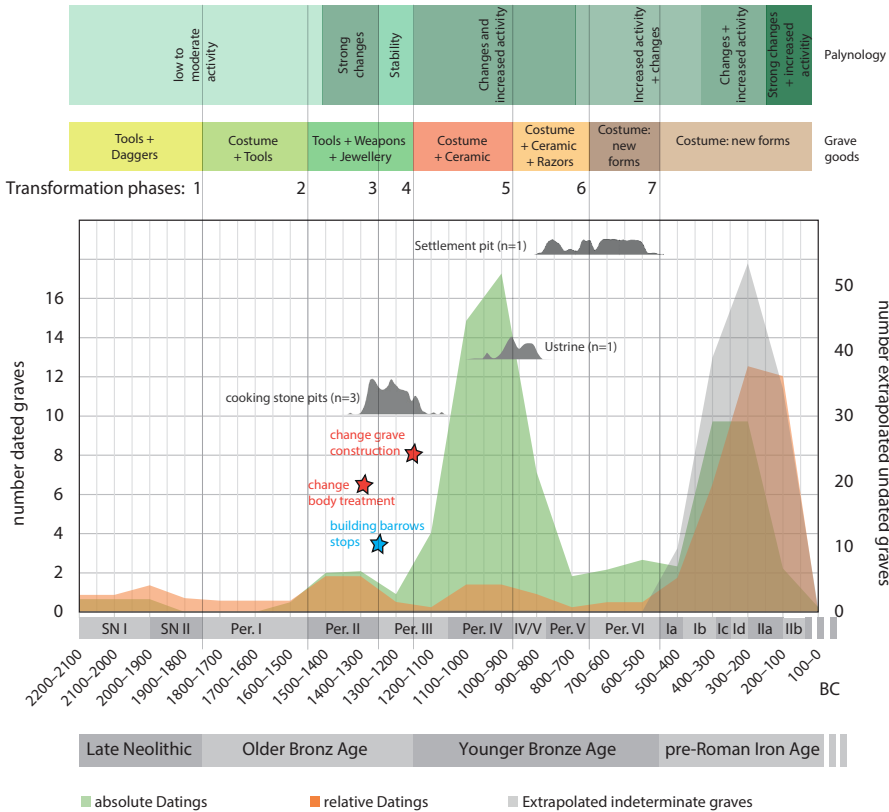 low to
moderate
activity
Strong
changes
Stability
Changes and
increased activity
Increased activity
+ changes
Changes +
increased activity
Strong changes
+ increased
activitiy
Palynology
Tools +
Daggers
Costume
+ Tools
Tools + Weapons
+ Jewellery
Costume
+ Ceramic
Costume
+ Ceramic
+ Razors
Costume:
new
forms
Costume: new forms
Grave
goods
Transformation phases: 1 2 3 4 5 6 7
Settlement pit (n=1)
Ustrine (n=1)
cooking stone pits (n=3)
change grave
construction
change
body treatment
building barrows
stops
number dated graves
16
14
12
10
8
6
4
2
0
number extrapolated undated graves
50
40
30
20
10
0
SN I SN II Per. I Per. II Per. III Per. IV IV/V Per. V Per. VI Ia Ib Ic Id IIa IIb
2200–2100
2100–2000
2000–1900
1900–1800
1800–1700
1700–1600
1600–1500
1500–1400
1400–1300
1300–1200
1200–1100
1100–1000
1000–900
900–800
800–700
700–600
600–500
500–400
400–300
300–200
200–100
100–0
BC
Late Neolithic Older Bronz Age Younger Bronze Age pre-Roman Iron Age
absolute Datings relative Datings Extrapolated indeterminate graves